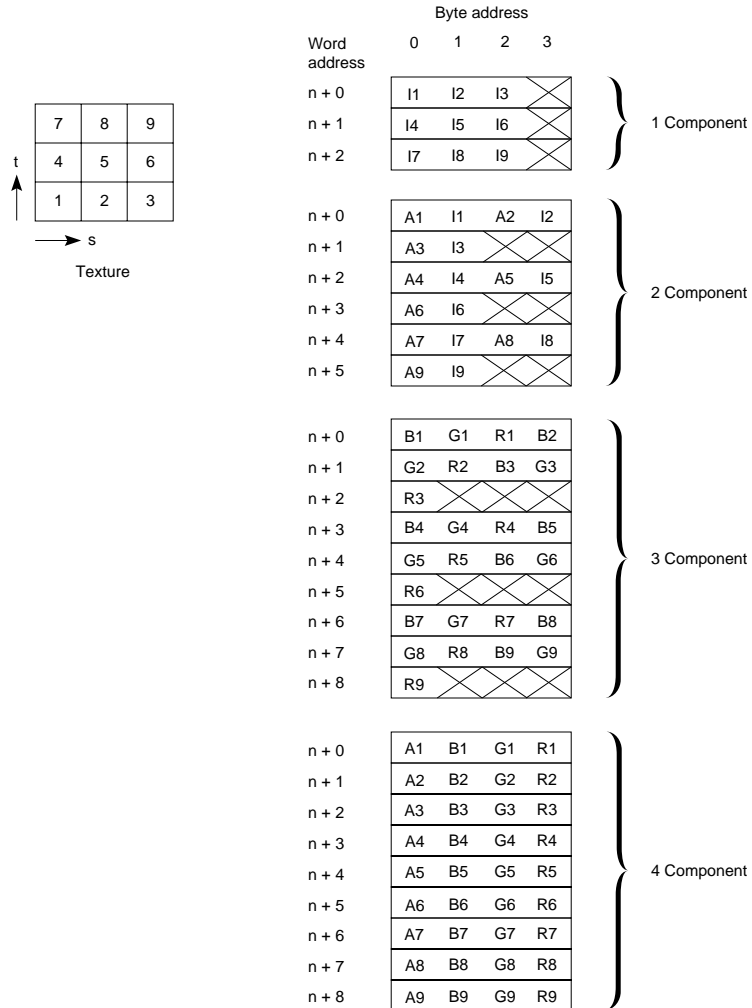 Byte address
Word address 0 1 2 3
n + 0 I1 I2 I3
n + 1 I4 I5 I6
n + 2 I7 I8 I9
1 Component
7 8 9
4 5 6
1 2 3
t
s
Texture
n + 0 A1 I1 A2 I2
n + 1 A3 I3
n + 2 A4 I4 A5 I5
n + 3 A6 I6
n + 4 A7 I7 A8 I8
n + 5 A9 I9
2 Component
n + 0 B1 G1 R1 B2
n + 1 G2 R2 B3 G3
n + 2 R3
n + 3 B4 G4 R4 B5
n + 4 G5 R5 B6 G6
n + 5 R6
n + 6 B7 G7 R7 B8
n + 7 G8 R8 B9 G9
n + 8 R9
3 Component
n + 0 A1 B1 G1 R1
n + 1 A2 B2 G2 R2
n + 2 A3 B3 G3 R3
n + 3 A4 B4 G4 R4
n + 4 A5 B5 G5 R5
n + 5 A6 B6 G6 R6
n + 6 A7 B7 G7 R7
n + 7 A8 B8 G8 R8
n + 8 A9 B9 G9 R9
4 Component